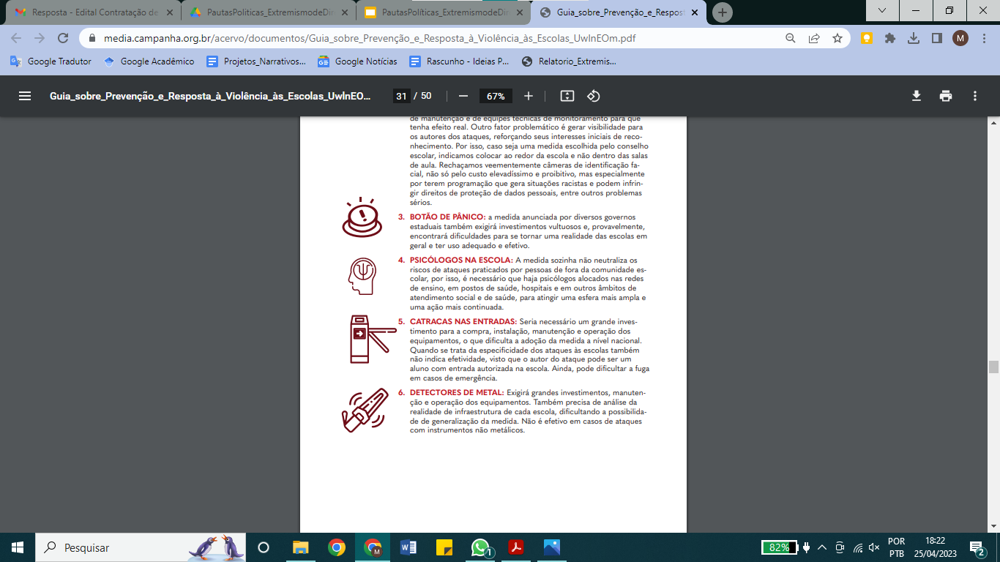 Resposta - Edital Contratação de
PautasPoliticas_ExtremismodeDir
PautasPolíticas_ExtremismodeDir
Guia_sobre_Prevenção_e_Respost
media.campanha.org.br/acervo/documentos/Guia_sobre_Prevenção_e_Resposta_à_Violência_às_Escolas_UwlnEOm.pdf
M
Google Tradutor
Google Acadêmico
Projetos_Narrativos...
Google Notícias
Rascunho - Ideias P...
Relatorio_Extremis...
Guia_sobre_Prevenção_e_Resposta_à_Violência_às_Escolas_UwlnEO...
31 / 50
67%
de manutenção e de equipes técnicas de monitoramento para que
tenha efeito real. Outro fator problemático é gerar visibilidade para
os autores dos ataques, reforçando seus interesses iniciais de reco-
nhecimento. Por isso, caso seja uma medida escolhida pelo conselho
escolar, indicamos colocar ao redor da escola e não dentro das salas
de aula. Rechaçamos veementemente câmeras de identificação fa-
cial, não só pelo custo elevadíssimo e proibitivo, mas especialmente
por terem programação que gera situações racistas e podem infrin-
gir direitos de proteção de dados pessoais, entre outros problemas
sérios.
3. BOTÃO DE PÂNICO: a medida anunciada por diversos governos
estaduais também exigirá investimentos vultuosos e, provavelmente,
encontrará dificuldades para se tornar uma realidade das escolas em
geral e ter uso adequado e efetivo.
4. PSICÓLOGOS NA ESCOLA: A medida sozinha não neutraliza os
riscos de ataques praticados por pessoas de fora da comunidade es-
colar, por isso, é necessário que haja psicólogos alocados nas redes
de ensino, em postos de saúde, hospitais e em outros âmbitos de
atendimento social e de saúde, para atingir uma esfera mais ampla e
uma ação mais continuada.
5. CATRACAS NAS ENTRADAS: Seria necessário um grande inves-
timento para a compra, instalação, manutenção e operação dos
equipamentos, o que dificulta a adoção da medida a nível nacional.
Quando se trata da especificidade dos ataques às escolas também
não indica efetividade, visto que o autor do ataque pode ser um
aluno com entrada autorizada na escola. Ainda, pode dificultar a fuga
em casos de emergência.
6. DETECTORES DE METAL: Exigirá grandes investimentos, manuten-
ção e operação dos equipamentos. Também precisa de análise da
realidade de infraestrutura de cada escola, dificultando a possibilida-
de de generalização da medida. Não é efetivo em casos de ataques
com instrumentos não metálicos.
Pesquisar
M
1
82%
POR
PTB
18:22
25/04/2023
2